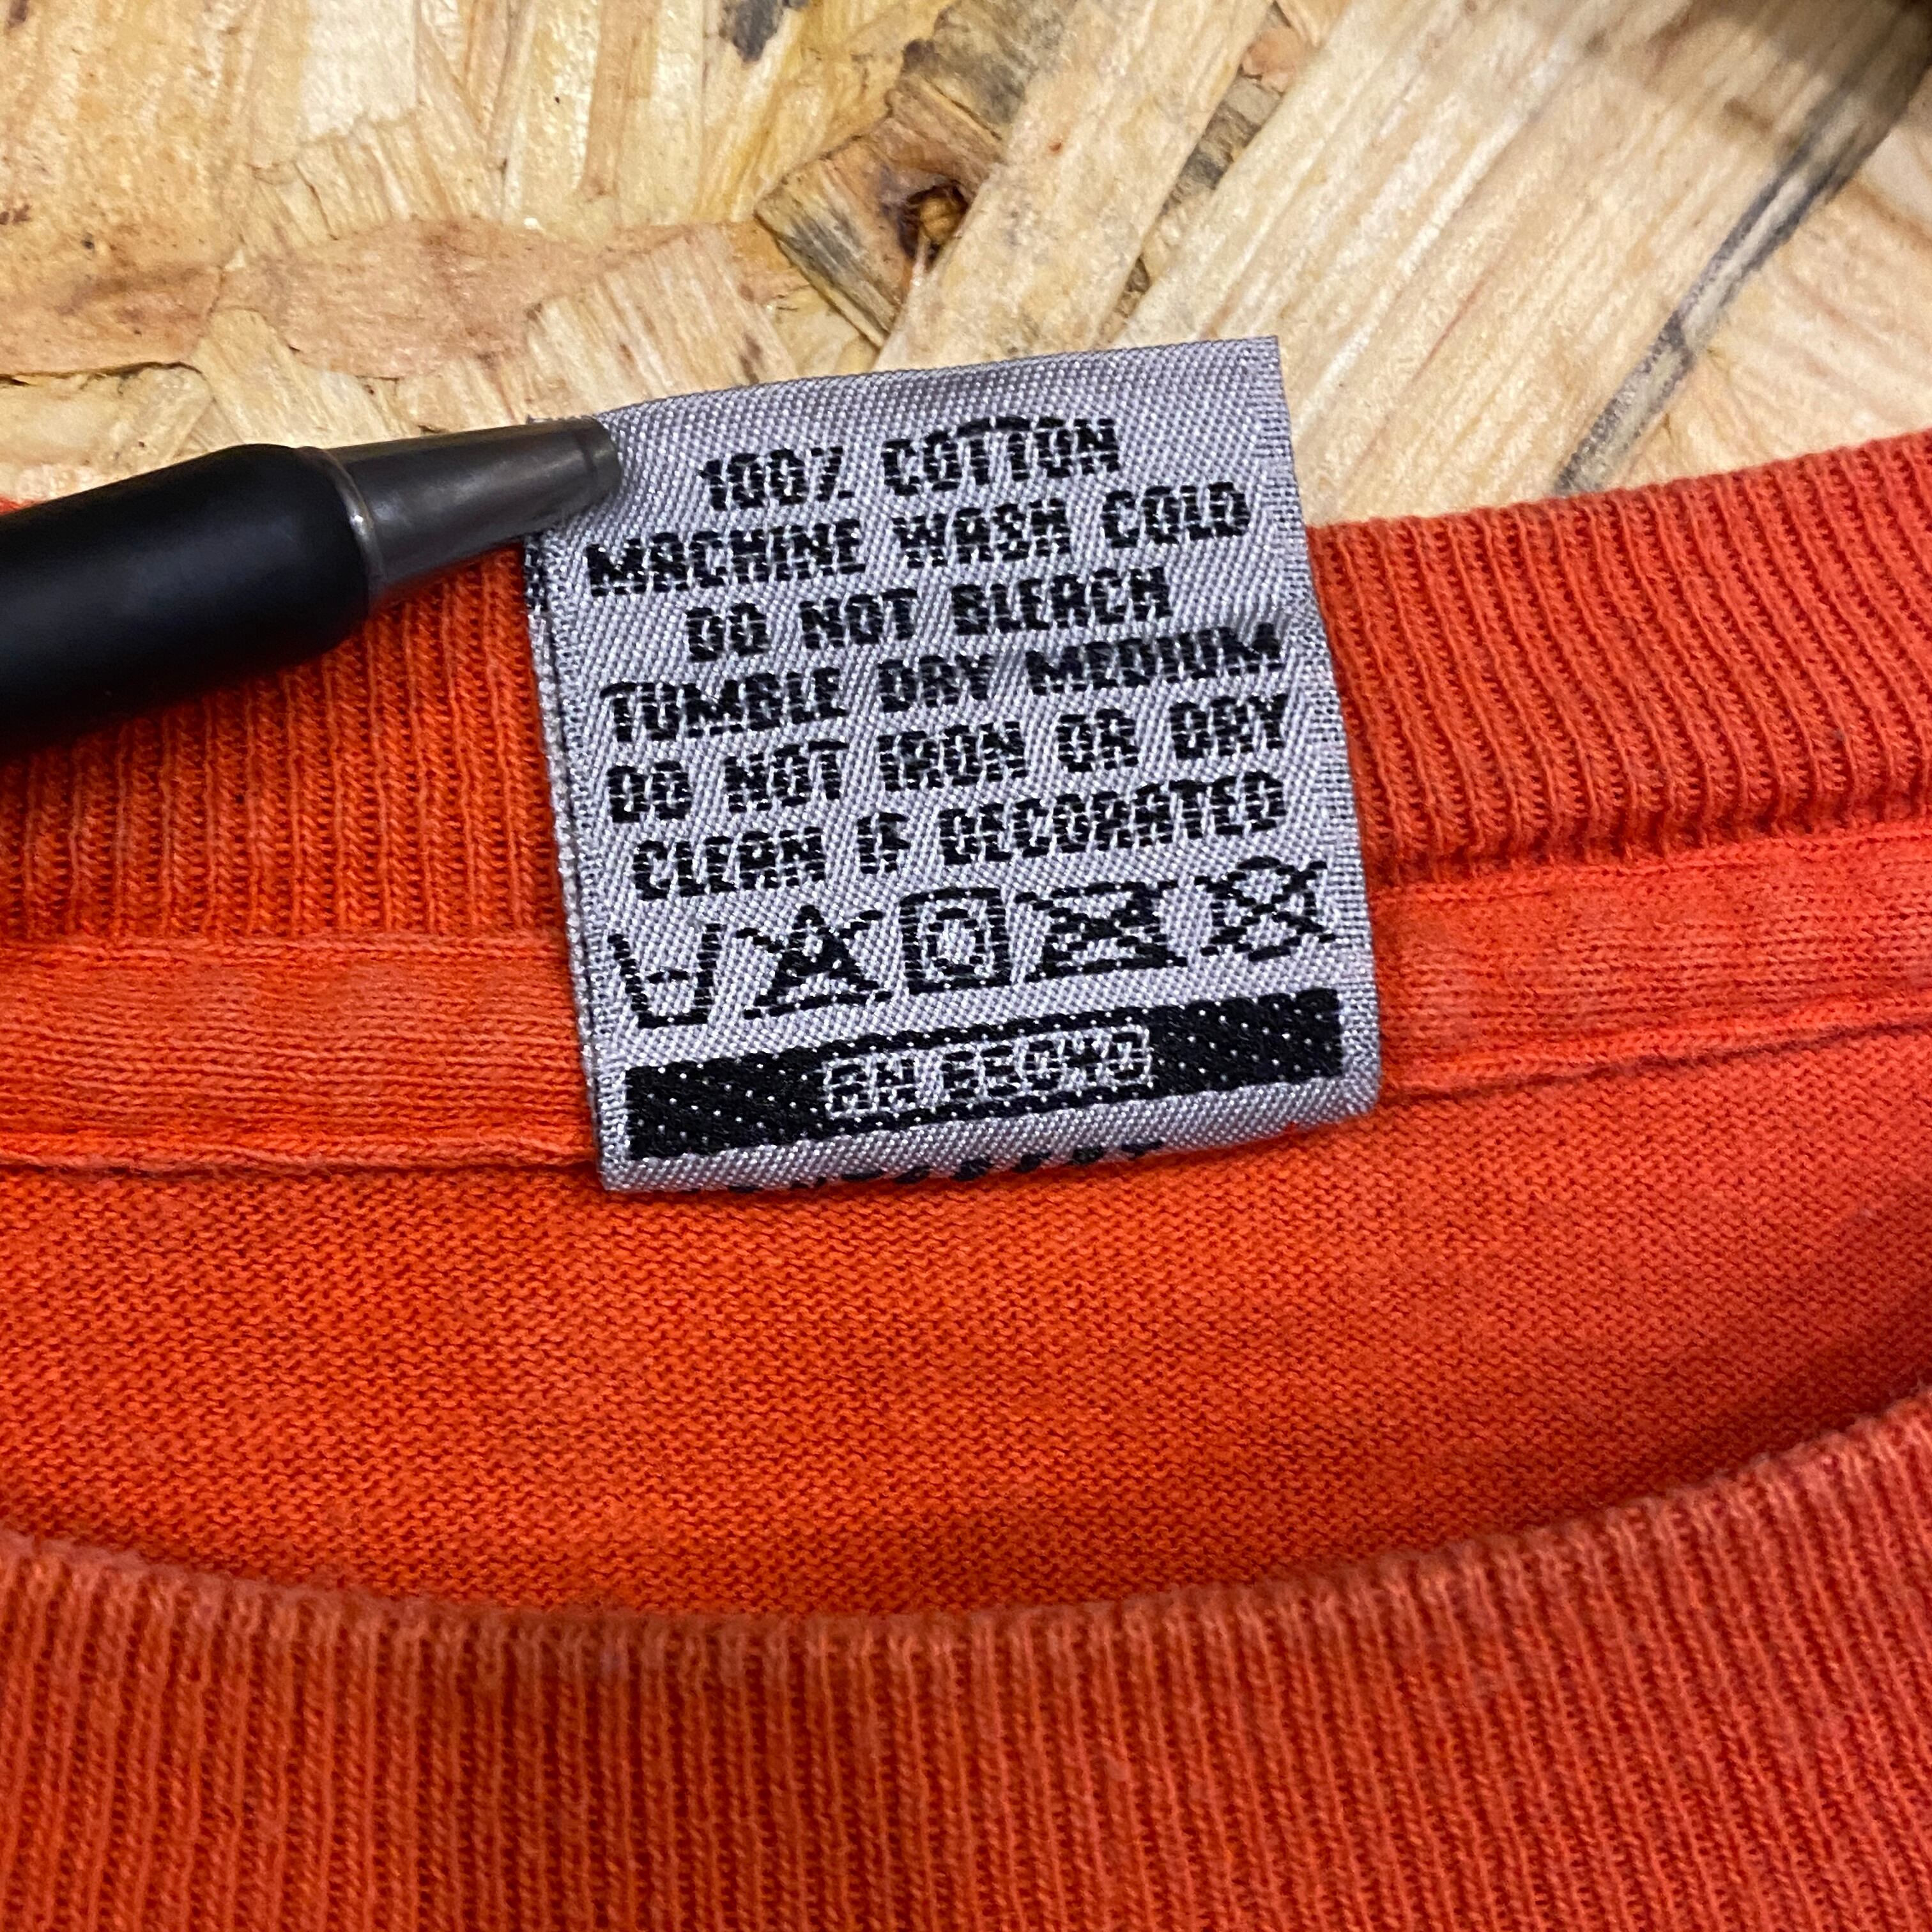 100% COTTON
MACHINE WASH COLD
DO NOT BLEACH
TUMBLE DRY MEDIUM
DO NOT IRON OR DRY
CLEAN IF DECORATED
RN